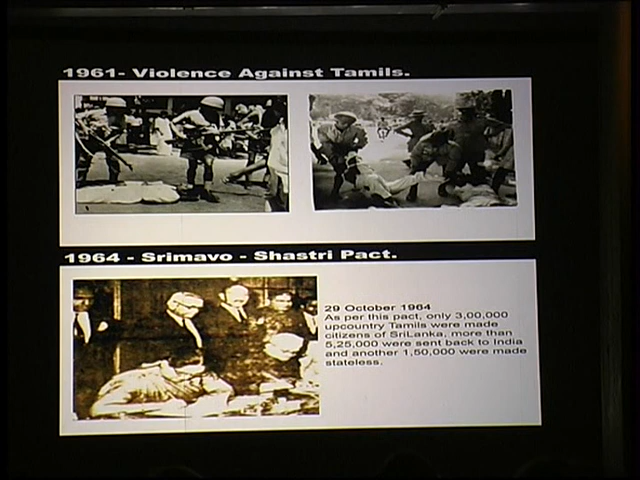 1961- Violence Against Tamils.
1964 - Srimavo - Shastri Pact.
29 October 1964
As per this pact, only 3,00,000
upcountry Tamils were made
citizens of SriLanka, more than
5,25,000 were sent back to India
and another 1,50,000 were made
stateless.